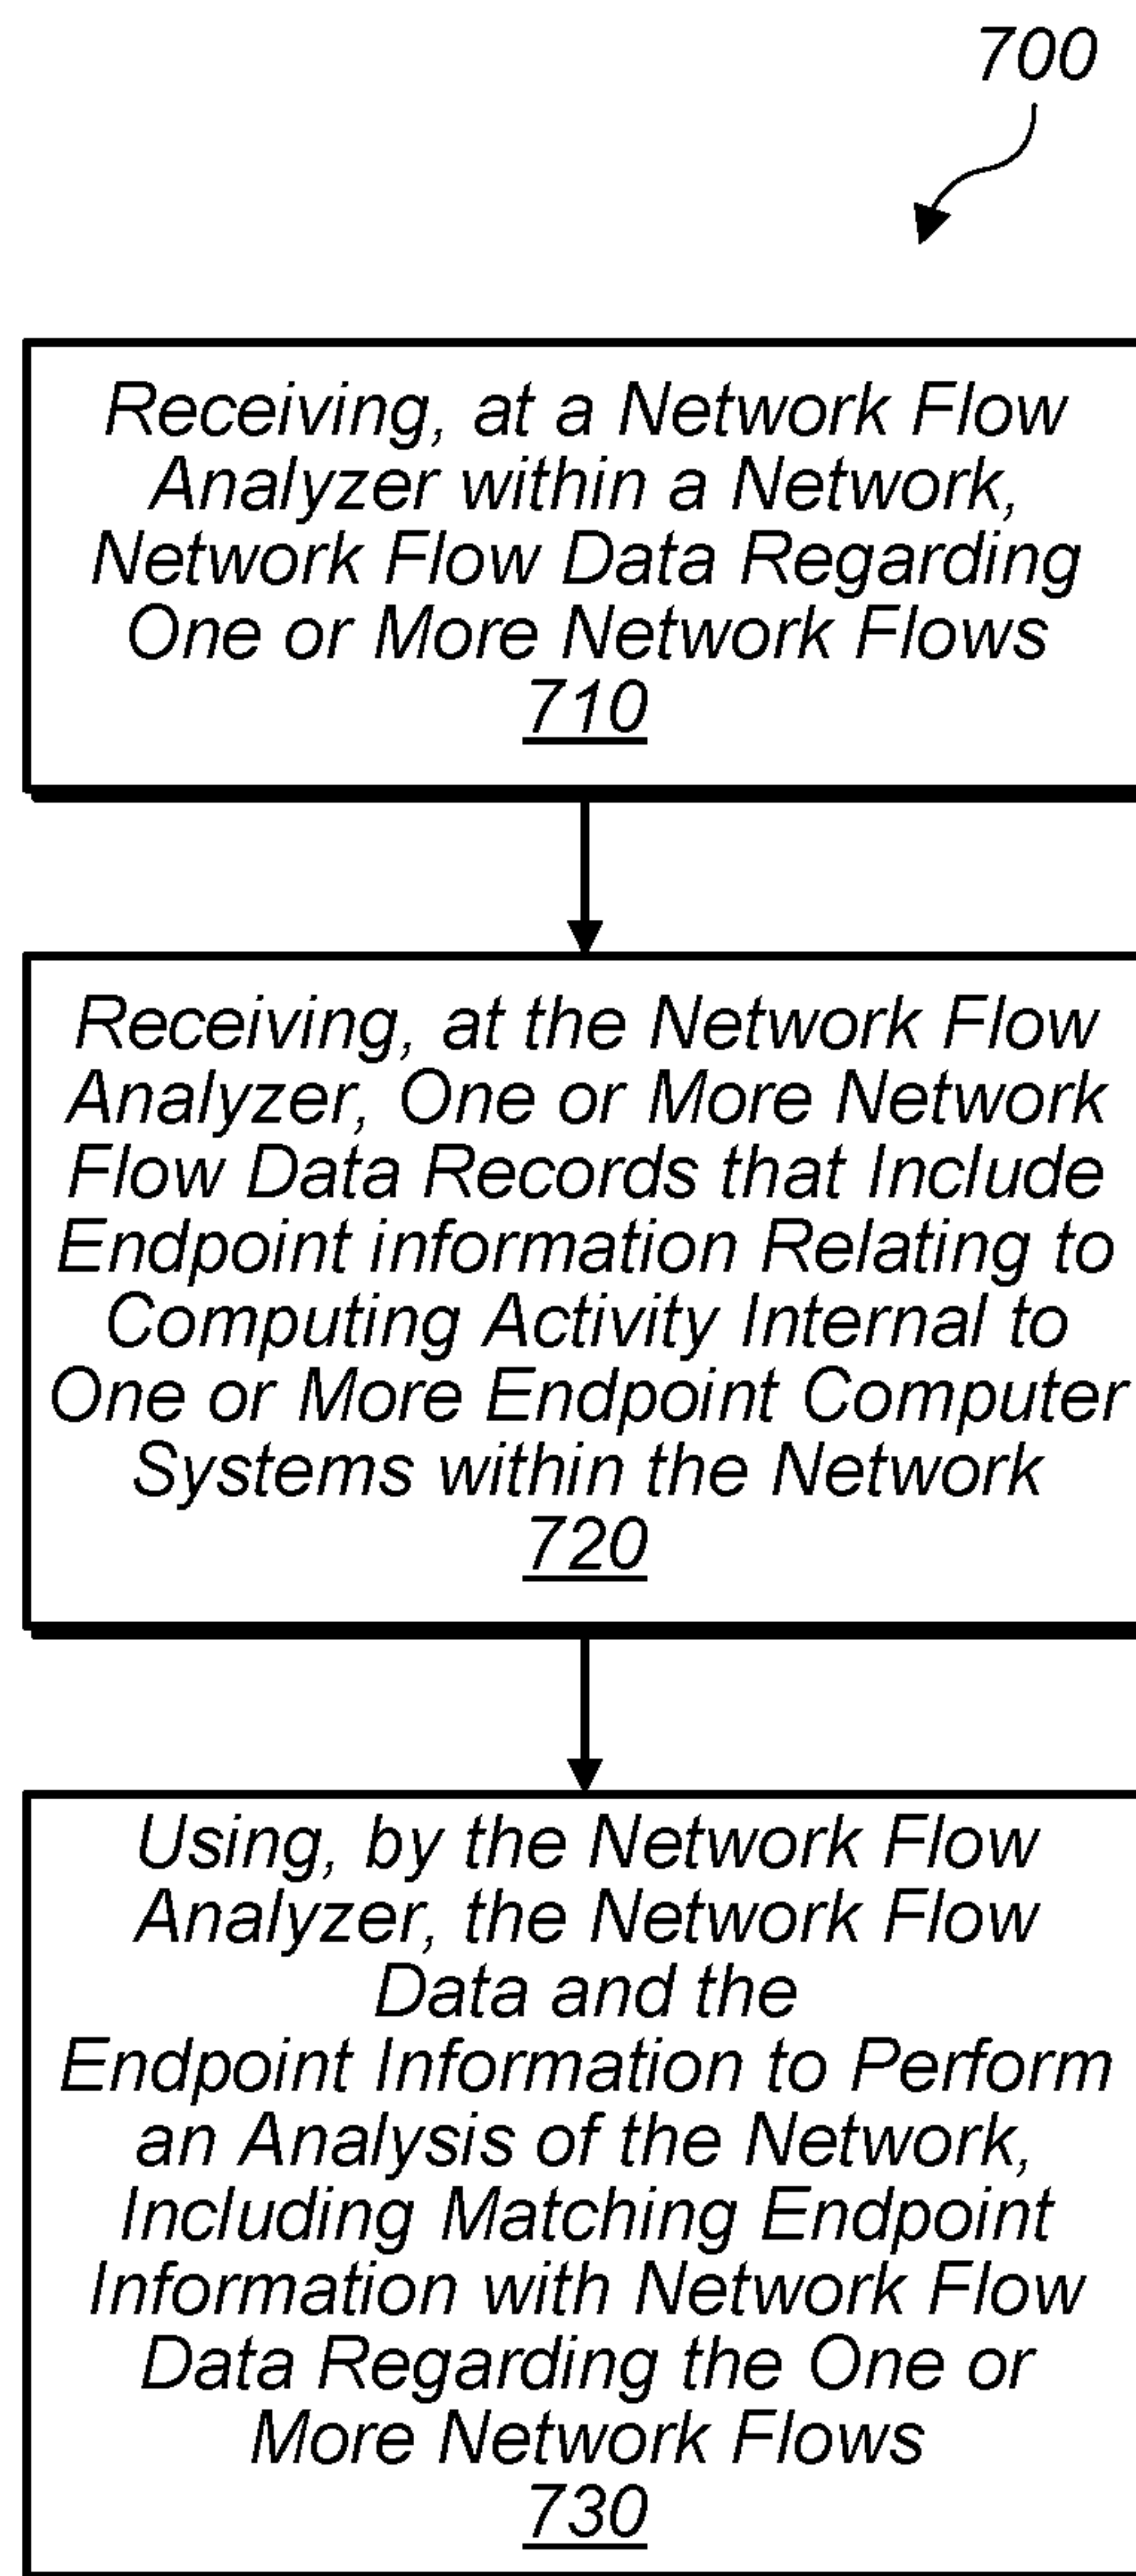 700
Receiving, at a Network Flow
Analyzer within a Network,
Network Flow Data Regarding
One or More Network Flows
710
Receiving, at the Network Flow
Analyzer, One or More Network
Flow Data Records that Include
Endpoint information Relating to
Computing Activity Internal to
One or More Endpoint Computer
Systems within the Network
720
Using, by the Network Flow
Analyzer, the Network Flow
Data and the
Endpoint Information to Perform
an Analysis of the Network,
Including Matching Endpoint
Information with Network Flow
Data Regarding the One or
More Network Flows
730